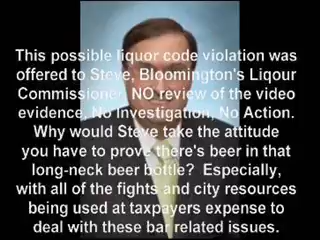 This possible liquor code violation was
offered to Steve, Bloomington's Liqour
Commissioner, NO review of the video
evidence, No Investigation, No Action.
Why would Steve take the attitude
you have to prove there's beer in that
long-neck beer bottle?  Especially,
with all of the fights and city resources
being used at taxpayers expense to
deal with these bar related issues.